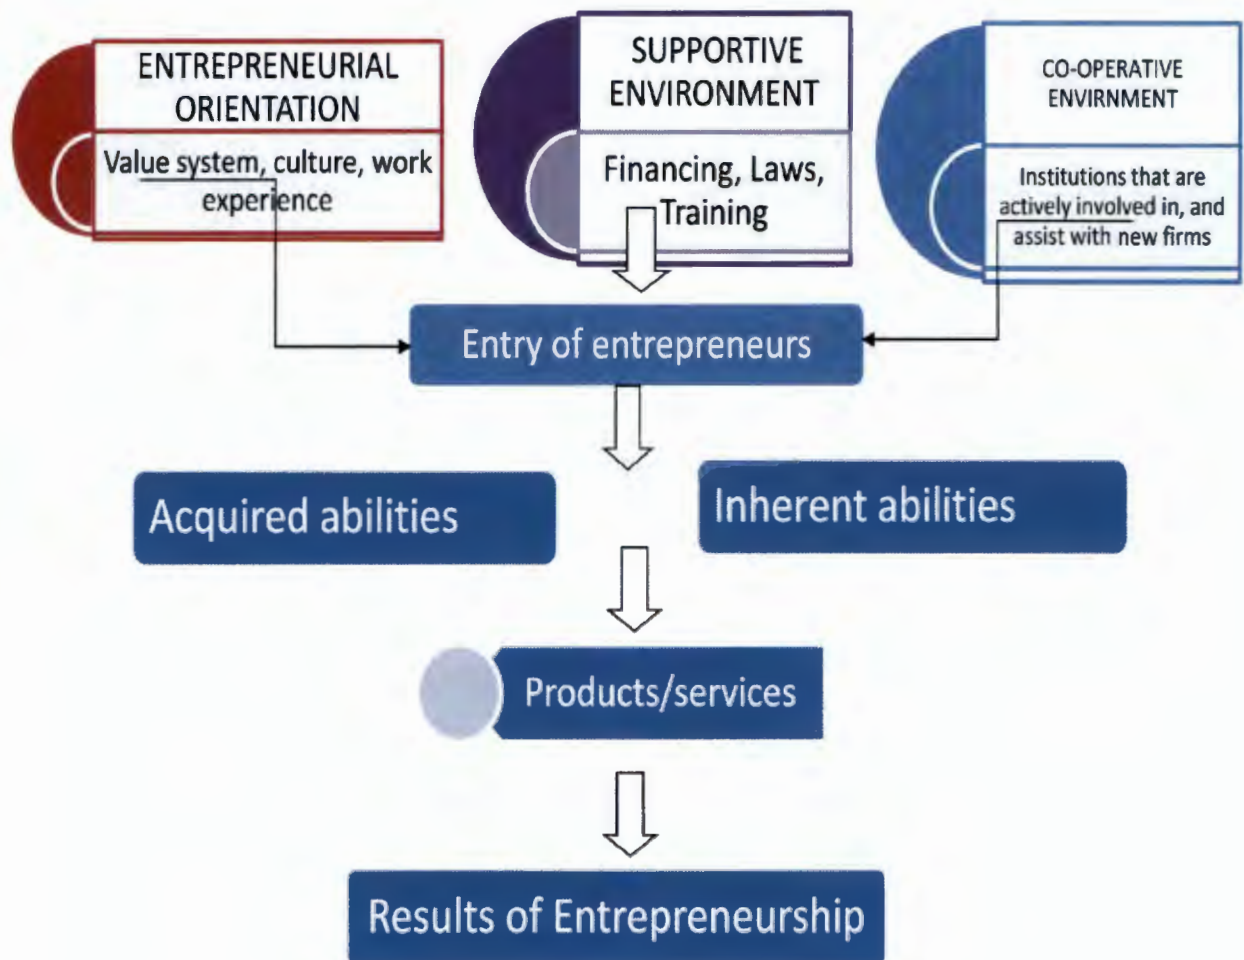 ENTREPRENEURIAL
ORIENTATION
Value system, culture, work
experience
SUPPORTIVE
ENVIRONMENT
Financing, Laws,
Training
CO-OPERATIVE
ENVIRNMENT
Institutions that are
actively involved in, and
assist with new firms
Entry of entrepreneurs
Acquired abilities
Inherent abilities
Products/services
Results of Entrepreneurship